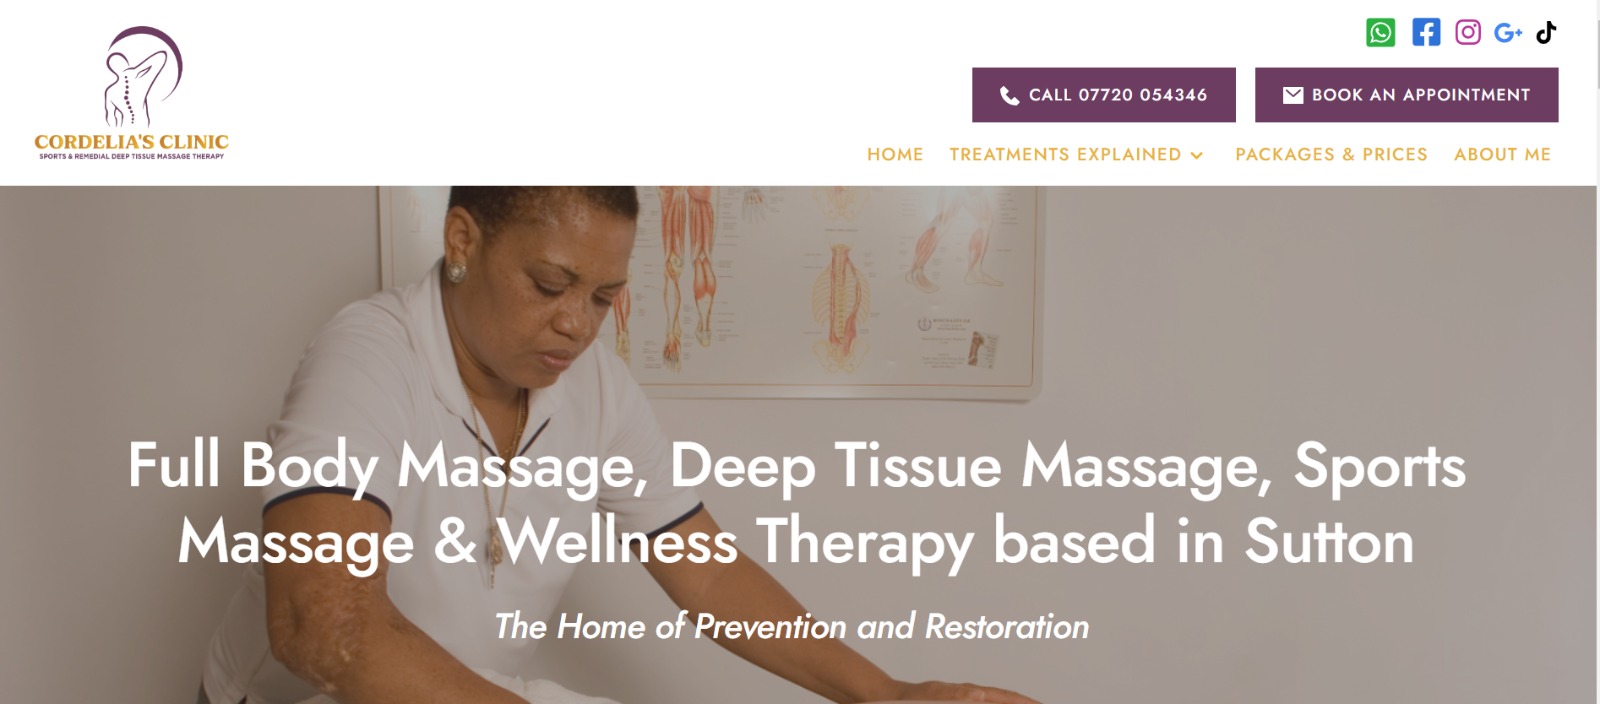 CORDELIA'S CLINIC
SPORTS & REMEDIAL DEEP TISSUE MASSAGE THERAPY
CALL 07720 054346
BOOK AN APPOINTMENT
HOME
TREATMENTS EXPLAINED
PACKAGES & PRICES
ABOUT ME
Full Body Massage, Deep Tissue Massage, Sports
Massage & Wellness Therapy based in Sutton
The Home of Prevention and Restoration